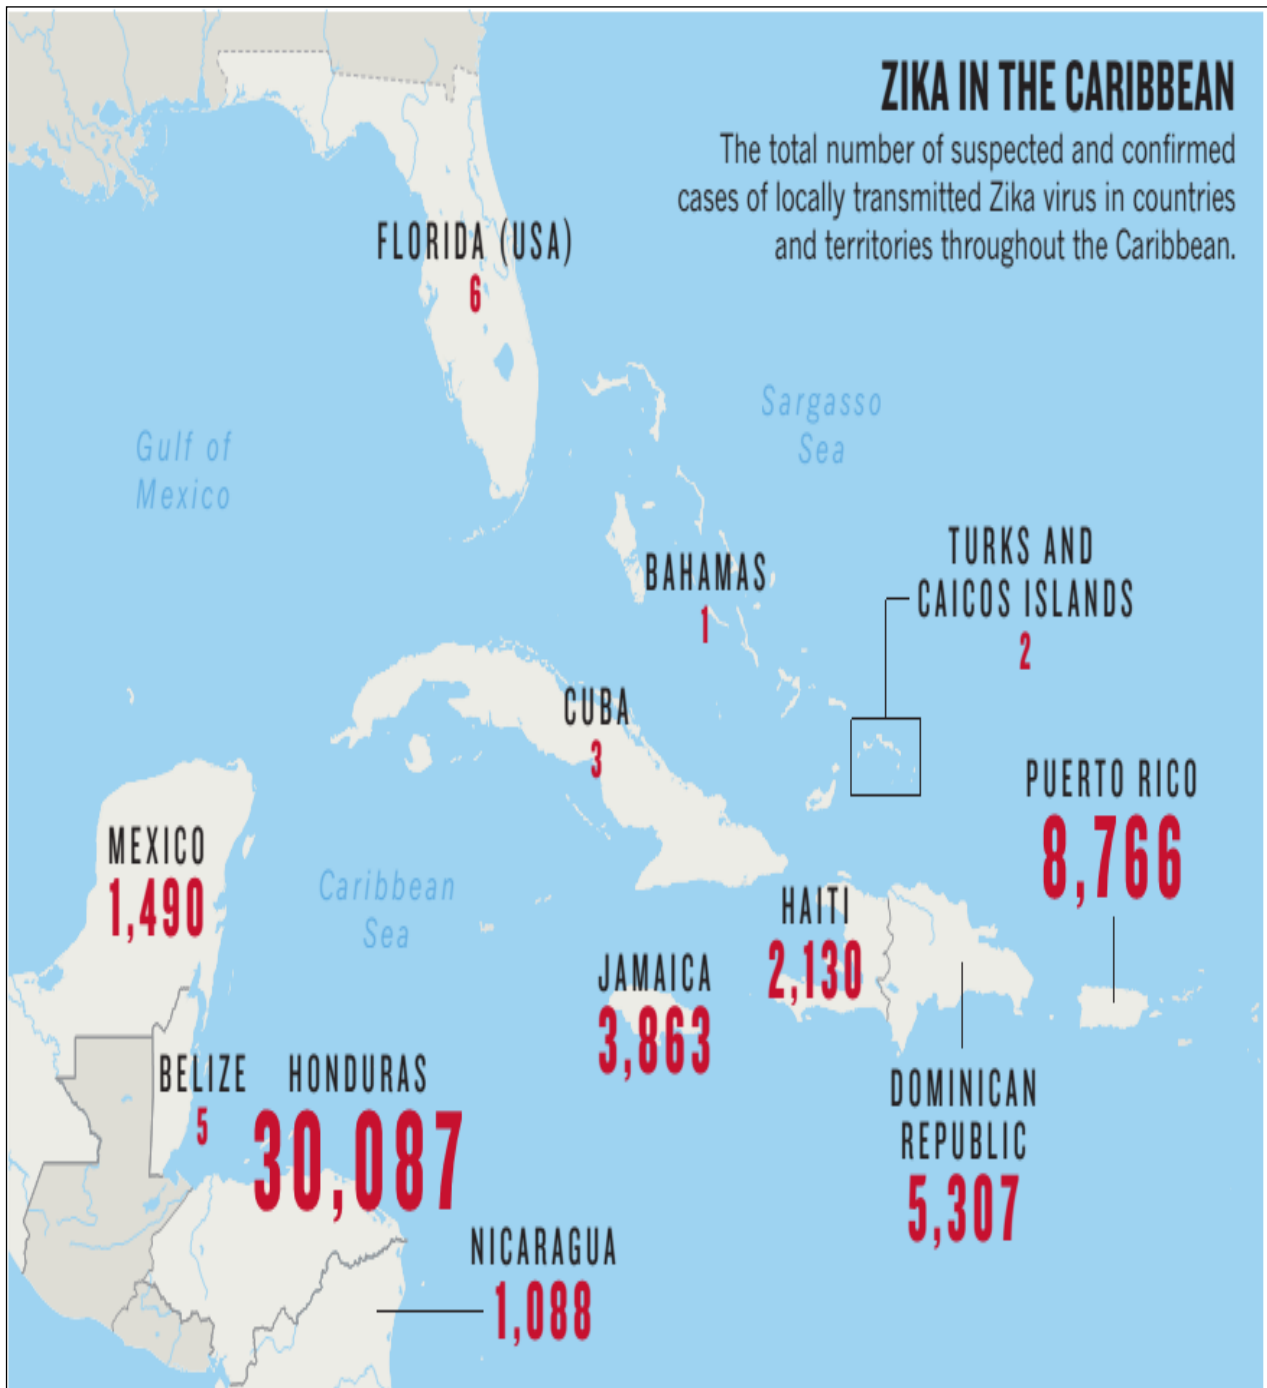 ZIKA IN THE CARIBBEAN
The total number of suspected and confirmed
cases of locally transmitted Zika virus in countries
and territories throughout the Caribbean.
FLORIDA (USA)
6
Sargasso
Sea
Gulf of
Mexico
TURKS AND
CAICOS ISLANDS
2
BAHAMAS
1
CUBA
3
PUERTO RICO
8,766
MEXICO
1,490
Caribbean
Sea
HAITI
2,130
JAMAICA
3,863
BELIZE
5
HONDURAS
30,087
DOMINICAN
REPUBLIC
5,307
NICARAGUA
1,088